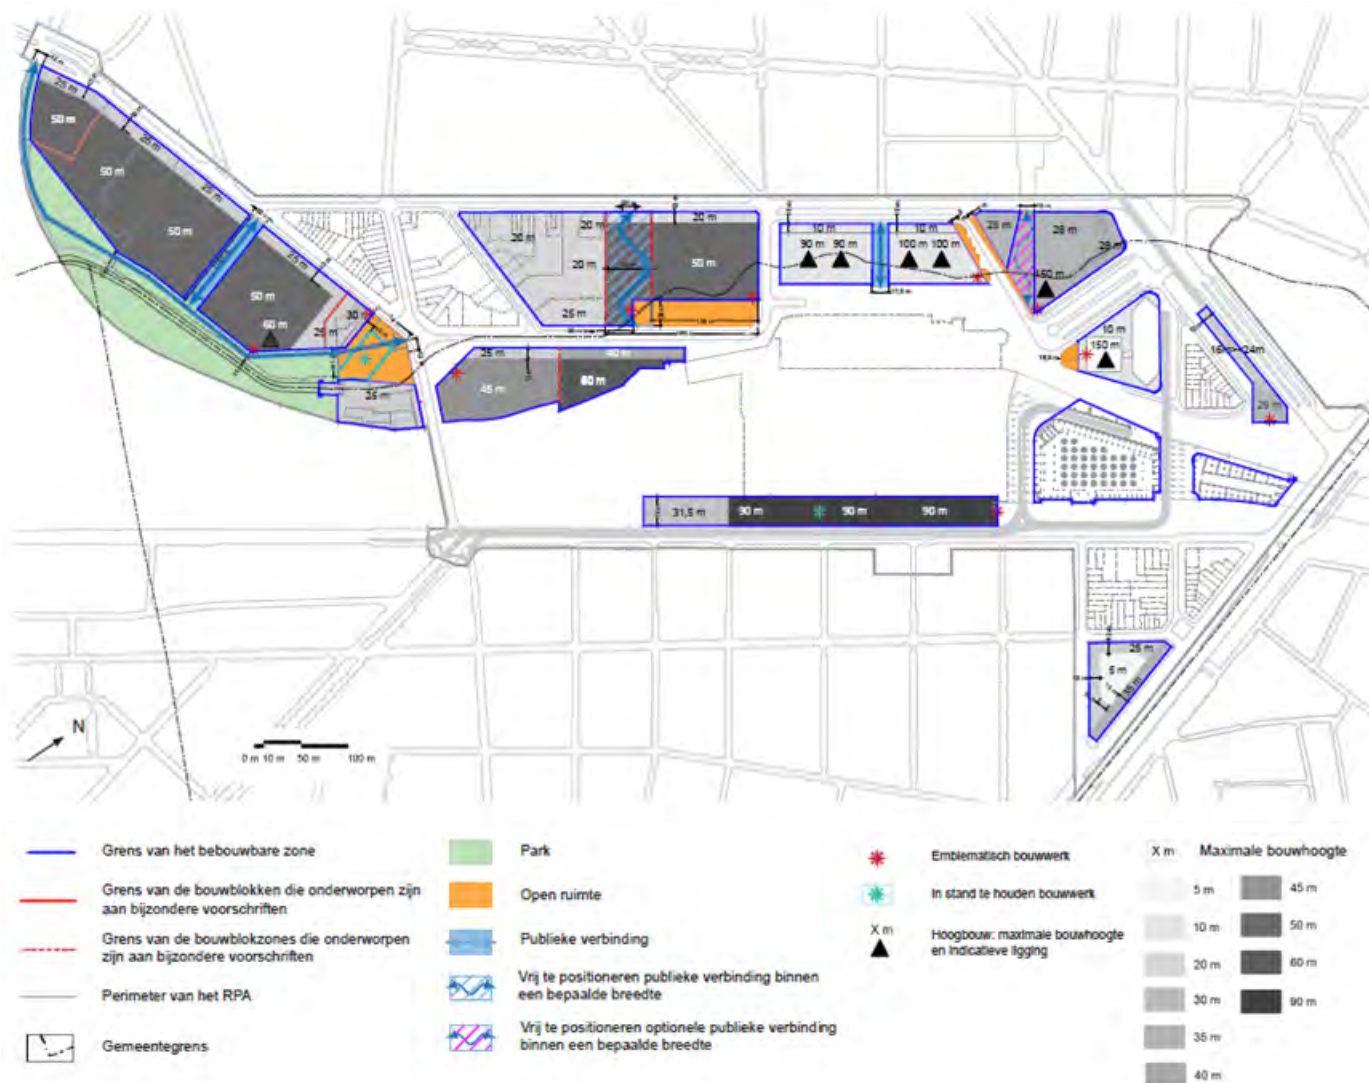 25 m
50 m
25 m
50 m
25 m
50 m
25 m
50 m
60 m
25 m
30
25 m
20 m
20 m
20 m
20 m
50 m
25 m
25 m
45 m
60 m
10 m
10 m
90 m 90 m
100 m 100 m
28 m
28 m
28 m
150 m
10 m
150 m
24m
31,5 m
90 m
90 m
90 m
25 m
5 m
35 m
N
0 m 10 m 50 m 100 m
Grens van het bebouwbare zone
Grens van de bouwblokken die onderworpen zijn
aan bijzondere voorschriften
Grens van de bouwblokzones die onderworpen
zijn aan bijzondere voorschriften
Perimeter van het RPA
Gemeentegrens
Park
Open ruimte
Publieke verbinding
Vrij te positioneren publieke verbinding binnen
een bepaalde breedte
Vrij te positioneren optionele publieke verbinding
binnen een bepaalde breedte
Emblematisch bouwwerk
In stand te houden bouwwerk
X m
Hoogbouw: maximale bouwhoogte
en indicatieve ligging
X m Maximale bouwhoogte
5 m
10 m
20 m
30 m
35 m
40 m
45 m
50 m
60 m
90 m